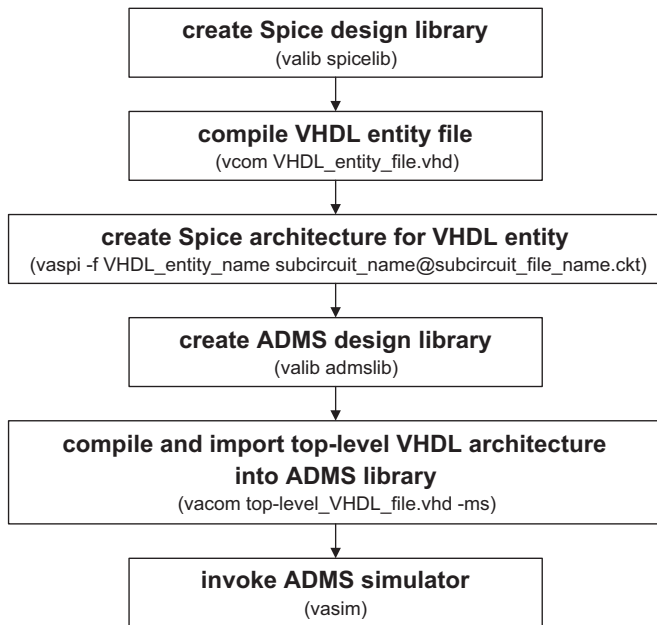 create Spice design library
(valib spicelib)
compile VHDL entity file
(vcom VHDL_entity_file.vhd)
create Spice architecture for VHDL entity
(vaspi -f VHDL_entity_name subcircuit_name@subcircuit_file_name.ckt)
create ADMS design library
(valib admslib)
compile and import top-level VHDL architecture
into ADMS library
(vacom top-level_VHDL_file.vhd -ms)
invoke ADMS simulator
(vasim)